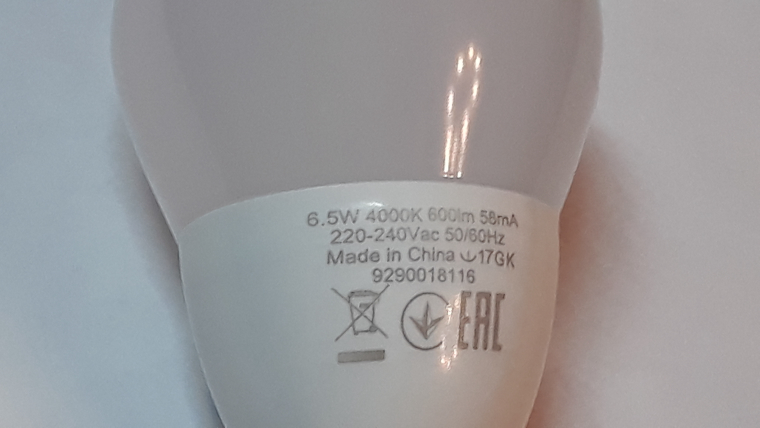 6.5W 4000K 600lm 58mA
220-240Vac 50/60Hz
Made in China 17GK
9290018116
EAC